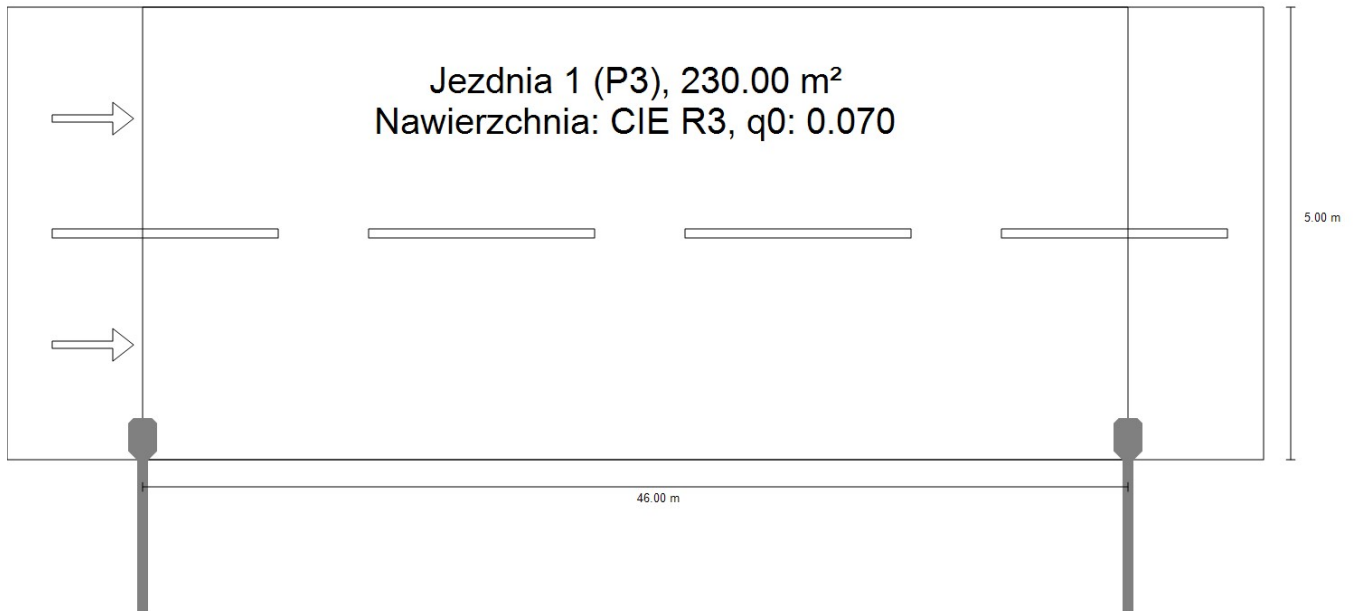 Jezdnia 1 (P3), 230.00 m²
Nawierzchnia: CIE R3, q0: 0.070
5.00 m
46.00 m